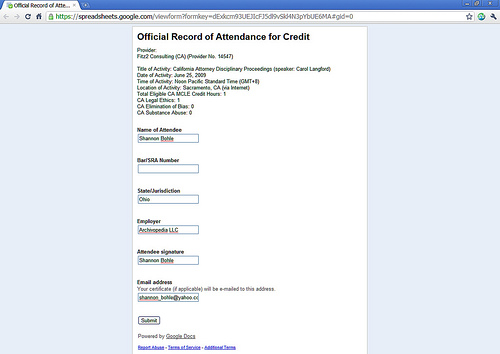 Official Record of Atte...
https://spreadsheets.google.com/viewform?formkey=dExkcm93UEJIcFJ5dl9vSkl4N3pYbUE6MA#gid=0
Official Record of Attendance for Credit
Provider:
Fitz2 Consulting (CA) (Provider No. 14547)
Title of Activity: California Attorney Disciplinary Proceedings (speaker: Carol Langford)
Date of Activity: June 25, 2009
Time of Activity: Noon Pacific Standard Time (GMT+8)
Location of Activity: Sacramento, CA (via Internet)
Total Eligible CA MCLE Credit Hours: 1
CA Legal Ethics: 1
CA Elimination of Bias: 0
CA Substance Abuse: 0
Name of Attendee
Shannon Bohle
Bar/SRA Number
State/Jurisdiction
Ohio
Employer
Archivopedia LLC
Attendee signature
Shannon Bohle
Email address
Your certificate (if applicable) will be e-mailed to this address.
shannon_bohle@yahoo.cc
Submit
Powered by Google Docs
Report Abuse - Terms of Service - Additional Terms